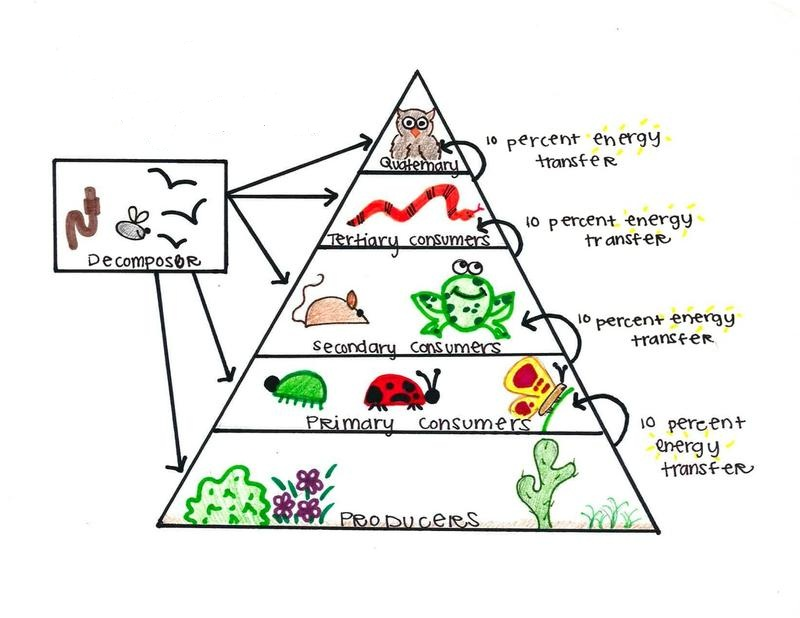 Quaternary
10 percent energy
transfer
Tertiary consumers
10 percent energy
transfer
Decomposer
Secondary consumers
10 percent energy
transfer
Primary consumers
10 percent
energy
transfer
PRODUCERS